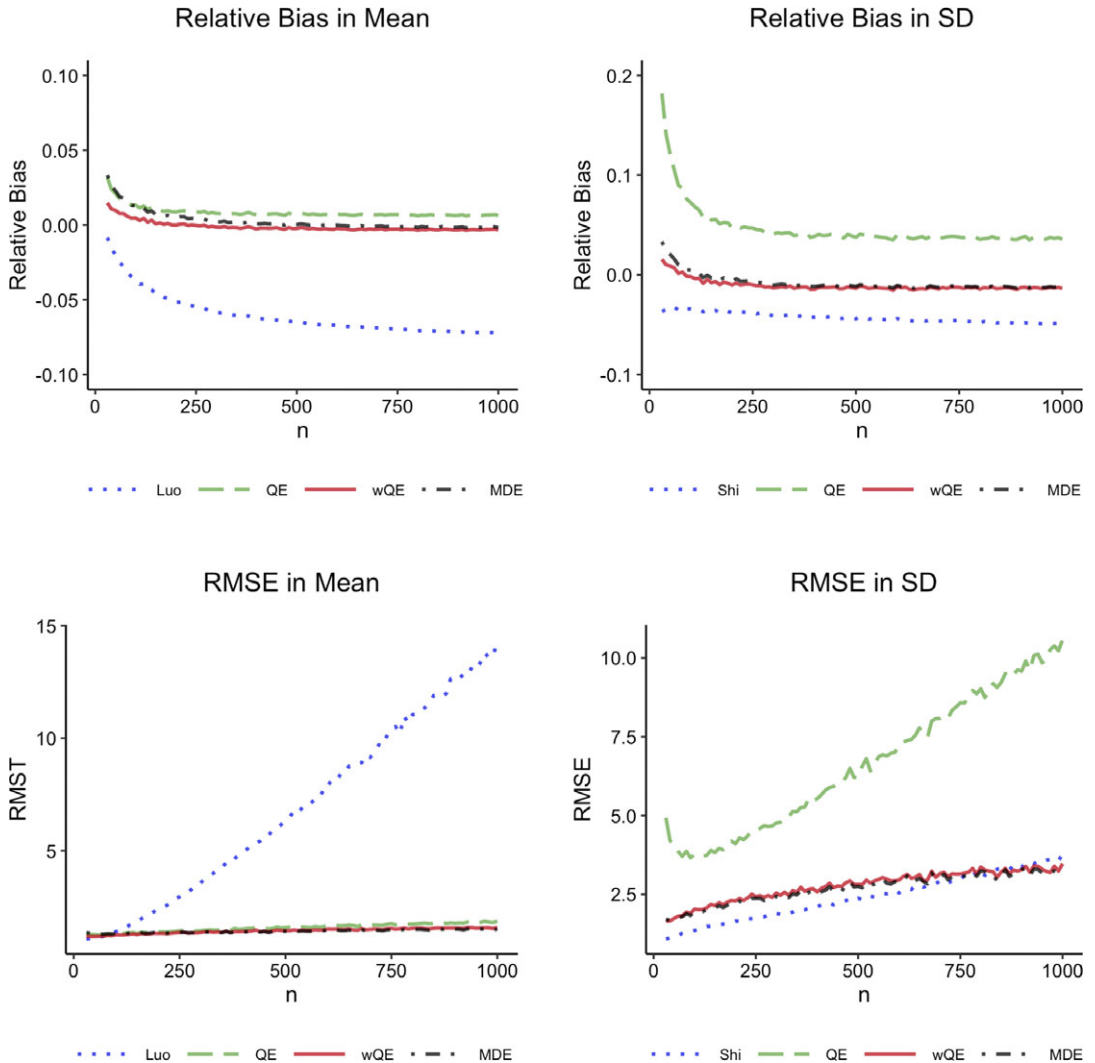 Relative Bias in Mean
Relative Bias in SD
0.10
0.05
0.00
-0.05
-0.10
Relative Bias
0 250 500 750 1000
n
Luo QE wQE MDE
0.2
0.1
0.0
-0.1
Relative Bias
0 250 500 750 1000
n
Shi QE wQE MDE
RMSE in Mean
RMSE in SD
15
10
5
RMST
0 250 500 750 1000
n
Luo QE wQE MDE
10.0
7.5
5.0
2.5
RMSE
0 250 500 750 1000
n
Shi QE wQE MDE